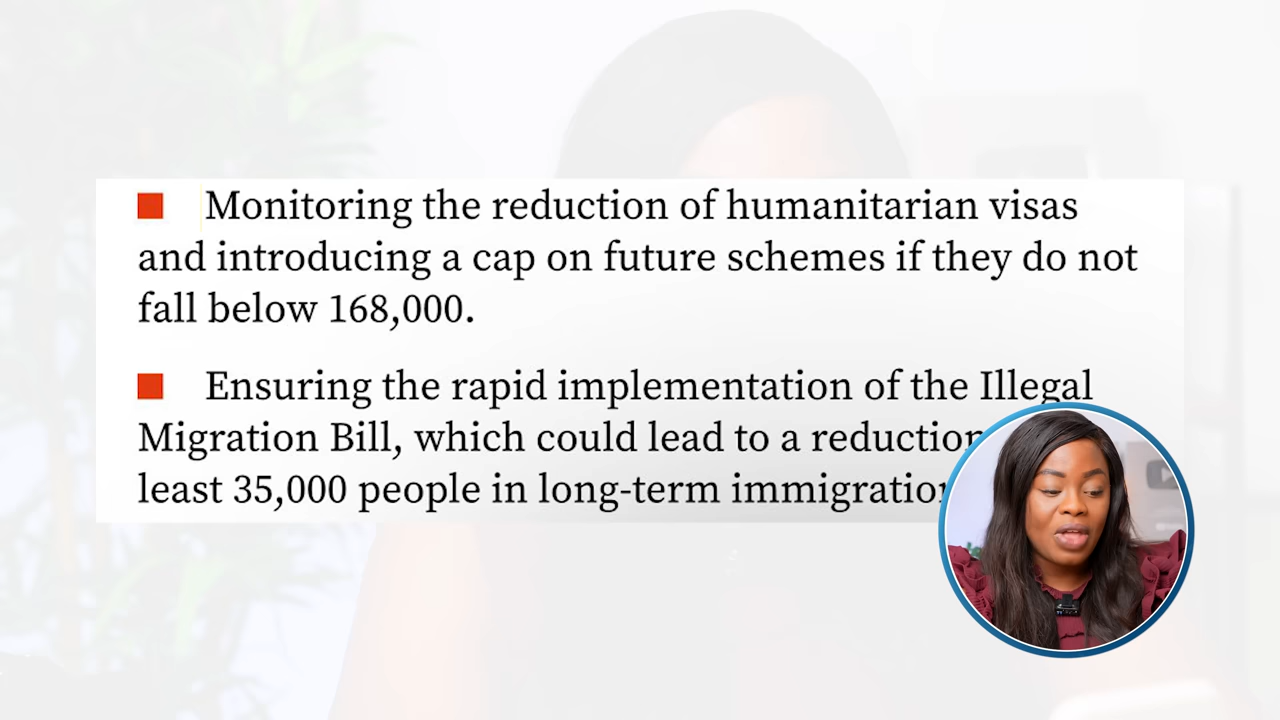 Monitoring the reduction of humanitarian visas
and introducing a cap on future schemes if they do not
fall below 168,000.
Ensuring the rapid implementation of the Illegal
Migration Bill, which could lead to a reduction
least 35,000 people in long-term immigration